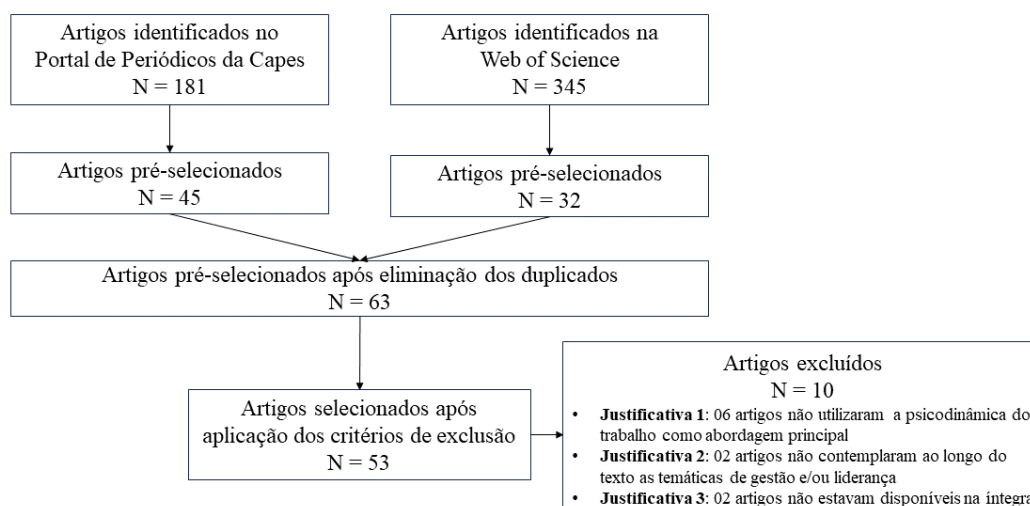 Artigos identificados no
Portal de Periódicos da Capes
N = 181
Artigos identificados na
Web of Science
N = 345
Artigos pré-selecionados
N = 45
Artigos pré-selecionados
N = 32
Artigos pré-selecionados após eliminação dos duplicados
N = 63
Artigos selecionados após
aplicação dos critérios de exclusão
N = 53
Artigos excluídos
N = 10
• Justificativa 1: 06 artigos não utilizaram a psicodinâmica do
trabalho como abordagem principal
• Justificativa 2: 02 artigos não contemplaram ao longo do
texto as temáticas de gestão e/ou liderança
• Justificativa 3: 02 artigos não estavam disponíveis na íntegra